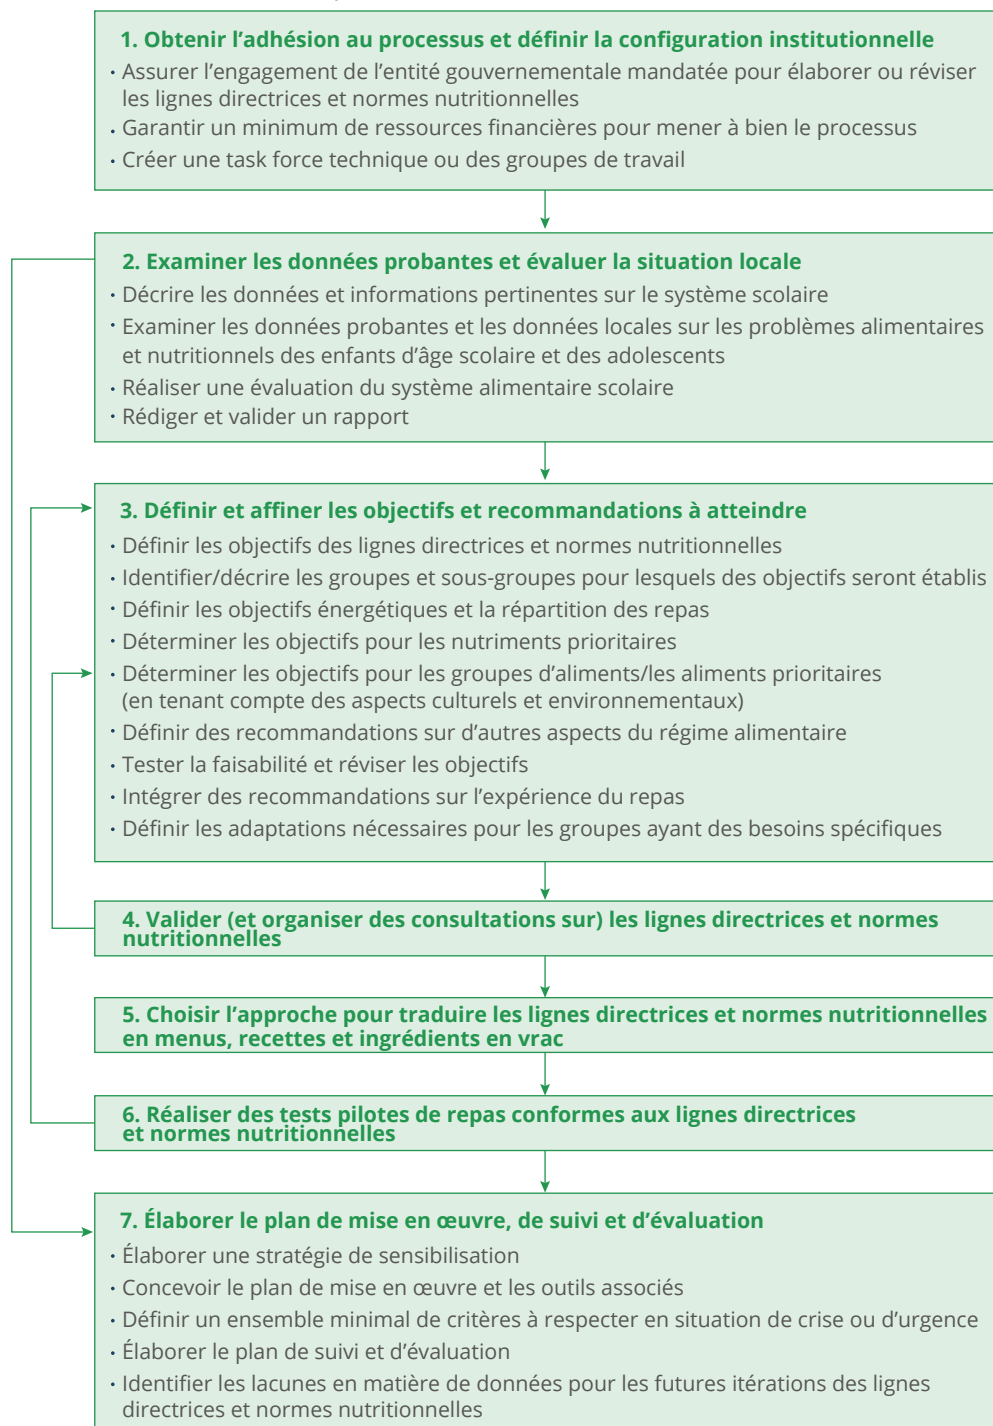 1. Obtenir l’adhésion au processus et définir la configuration institutionnelle
· Assurer l’engagement de l’entité gouvernementale mandatée pour élaborer ou réviser
les lignes directrices et normes nutritionnelles
· Garantir un minimum de ressources financières pour mener à bien le processus
· Créer une task force technique ou des groupes de travail
2. Examiner les données probantes et évaluer la situation locale
· Décrire les données et informations pertinentes sur le système scolaire
· Examiner les données probantes et les données locales sur les problèmes alimentaires
et nutritionnels des enfants d’âge scolaire et des adolescents
· Réaliser une évaluation du système alimentaire scolaire
· Rédiger et valider un rapport
3. Définir et affiner les objectifs et recommandations à atteindre
· Définir les objectifs des lignes directrices et normes nutritionnelles
· Identifier/décrire les groupes et sous-groupes pour lesquels des objectifs seront établis
· Définir les objectifs énergétiques et la répartition des repas
· Déterminer les objectifs pour les nutriments prioritaires
· Déterminer les objectifs pour les groupes d’aliments/les aliments prioritaires
(en tenant compte des aspects culturels et environnementaux)
· Définir des recommandations sur d’autres aspects du régime alimentaire
· Tester la faisabilité et réviser les objectifs
· Intégrer des recommandations sur l’expérience du repas
· Définir les adaptations nécessaires pour les groupes ayant des besoins spécifiques
4. Valider (et organiser des consultations sur) les lignes directrices et normes
nutritionnelles
5. Choisir l’approche pour traduire les lignes directrices et normes nutritionnelles
en menus, recettes et ingrédients en vrac
6. Réaliser des tests pilotes de repas conformes aux lignes directrices
et normes nutritionnelles
7. Élaborer le plan de mise en œuvre, de suivi et d’évaluation
· Élaborer une stratégie de sensibilisation
· Concevoir le plan de mise en œuvre et les outils associés
· Définir un ensemble minimal de critères à respecter en situation de crise ou d'urgence
· Élaborer le plan de suivi et d’évaluation
· Identifier les lacunes en matière de données pour les futures itérations des lignes
directrices et normes nutritionnelles